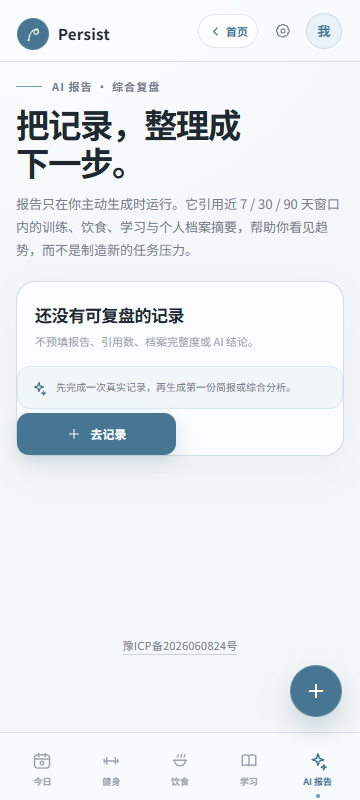 Persist
首页
我
AI 报告 · 综合复盘
把记录，整理成
下一步。
报告只在你主动生成时运行。它引用近 7 / 30 / 90 天窗口
内的训练、饮食、学习与个人档案摘要，帮助你看见趋
势，而不是制造新的任务压力。
还没有可复盘的记录
不预填报告、引用数、档案完整度或 AI 结论。
先完成一次真实记录，再生成第一份简报或综合分析。
去记录
豫ICP备2026060824号
今日
健身
饮食
学习
AI 报告